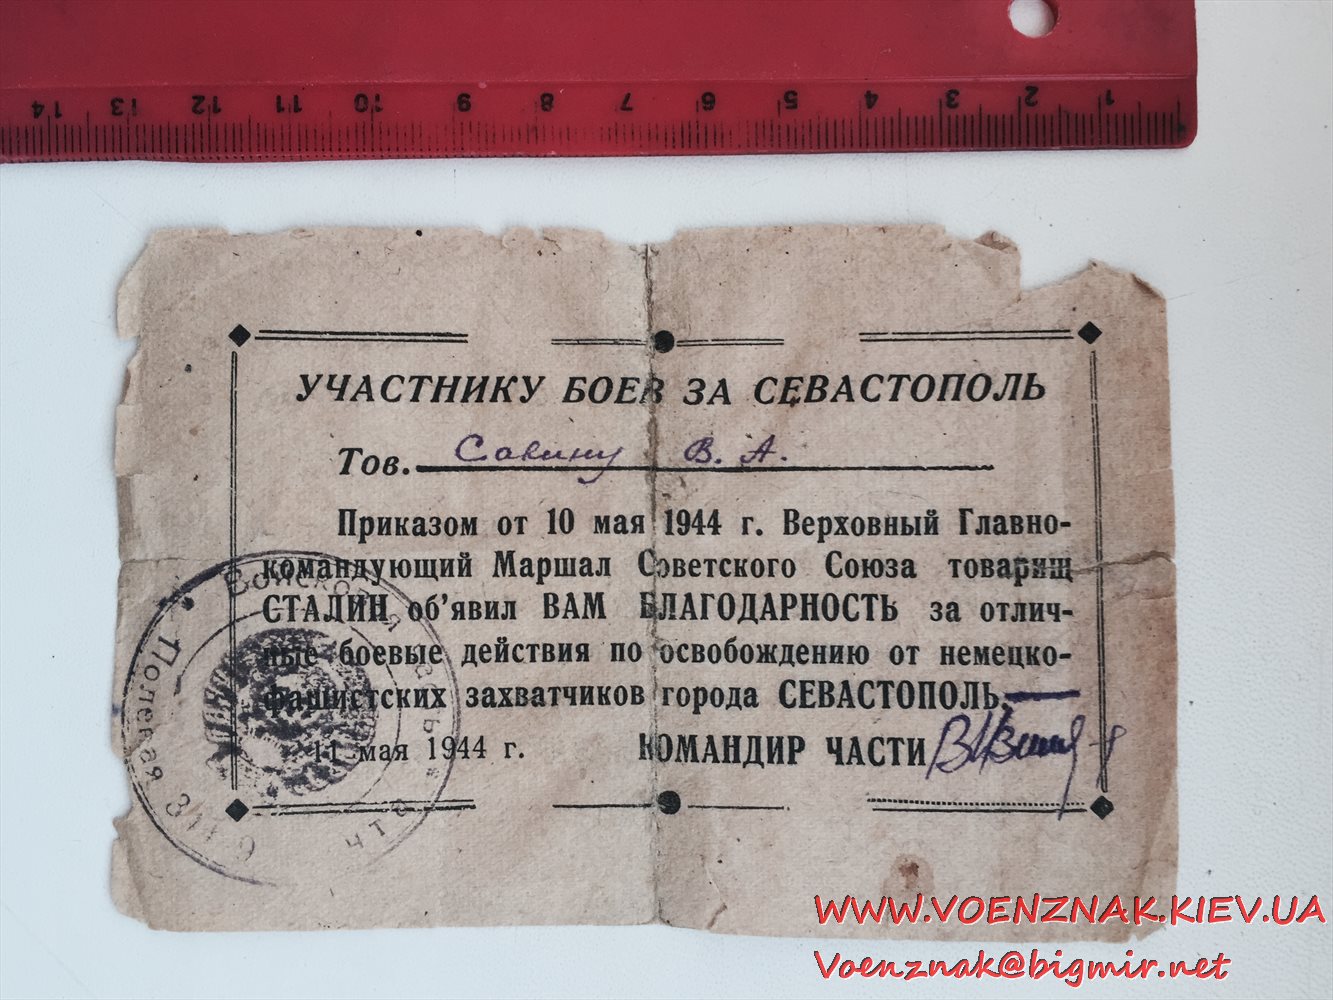 14 13 12 11 10 9 8 7 6 5 4 3 2 1
УЧАСТНИКУ БОЕВ ЗА СЕВАСТОПОЛЬ
Тов. Савину В. А.
Приказом от 10 мая 1944 г. Верховный Главно-
командующий Маршал Советского Союза товарищ
СТАЛИН об'явил ВАМ БЛАГОДАРНОСТЬ за отлич-
ные боевые действия по освобождению от немецко-
фашистских захватчиков города СЕВАСТОПОЛЬ.
11 мая 1944 г. КОМАНДИР ЧАСТИ
Войсковая часть
Полевая
WWW.VOENZNAK.KIEV.UA
Voenznak@bigmir.net